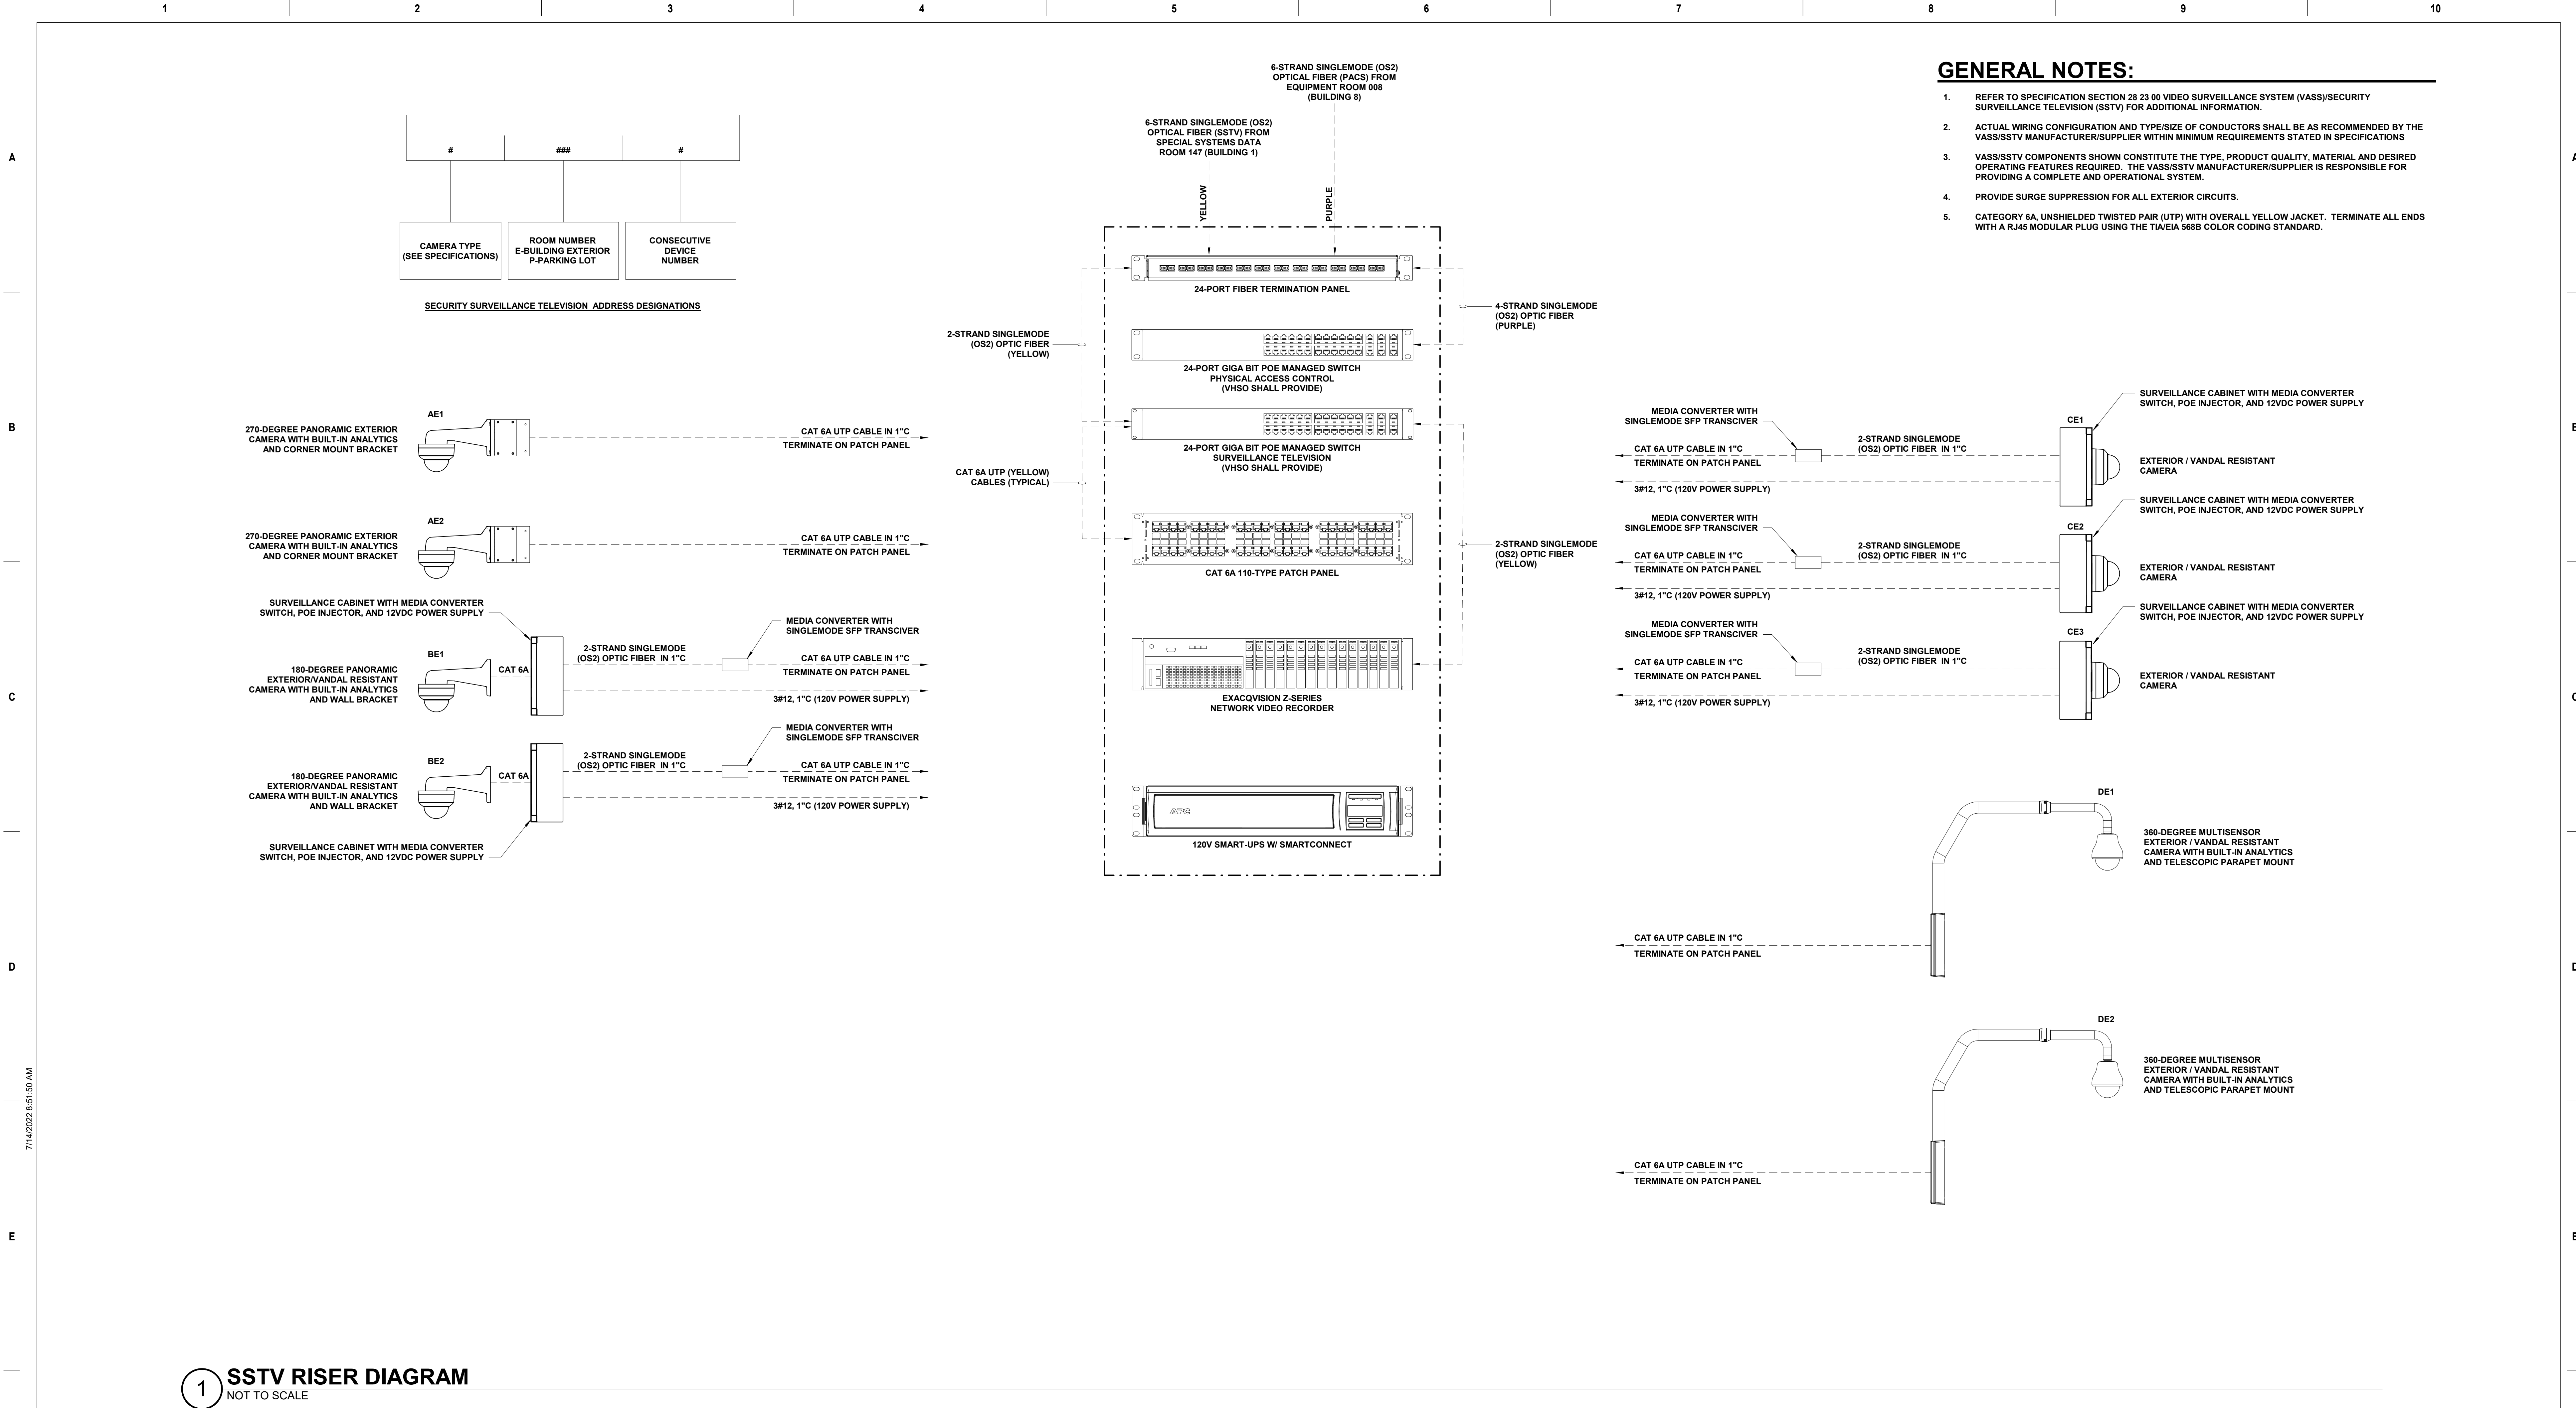 1
2
3
4
5
6
7
8
9
10
A
B
C
D
E
A
B
C
D
E
#
###
#
CAMERA TYPE
(SEE SPECIFICATIONS)
ROOM NUMBER
E-BUILDING EXTERIOR
P-PARKING LOT
CONSECUTIVE
DEVICE
NUMBER
SECURITY SURVEILLANCE TELEVISION ADDRESS DESIGNATIONS
6-STRAND SINGLEMODE (OS2)
OPTICAL FIBER (PACS) FROM
EQUIPMENT ROOM 008
(BUILDING 8)
6-STRAND SINGLEMODE (OS2)
OPTICAL FIBER (SSTV) FROM
SPECIAL SYSTEMS DATA
ROOM 147 (BUILDING 1)
YELLOW
PURPLE
24-PORT FIBER TERMINATION PANEL
2-STRAND SINGLEMODE
(OS2) OPTIC FIBER
(YELLOW)
4-STRAND SINGLEMODE
(OS2) OPTIC FIBER
(PURPLE)
24-PORT GIGA BIT POE MANAGED SWITCH
PHYSICAL ACCESS CONTROL
(VHSO SHALL PROVIDE)
24-PORT GIGA BIT POE MANAGED SWITCH
SURVEILLANCE TELEVISION
(VHSO SHALL PROVIDE)
CAT 6A UTP (YELLOW)
CABLES (TYPICAL)
2-STRAND SINGLEMODE
(OS2) OPTIC FIBER
(YELLOW)
CAT 6A 110-TYPE PATCH PANEL
EXACQVISION Z-SERIES
NETWORK VIDEO RECORDER
APC
120V SMART-UPS W/ SMARTCONNECT
GENERAL NOTES:
1. REFER TO SPECIFICATION SECTION 28 23 00 VIDEO SURVEILLANCE SYSTEM (VASS)/SECURITY
SURVEILLANCE TELEVISION (SSTV) FOR ADDITIONAL INFORMATION.
2. ACTUAL WIRING CONFIGURATION AND TYPE/SIZE OF CONDUCTORS SHALL BE AS RECOMMENDED BY THE
VASS/SSTV MANUFACTURER/SUPPLIER WITHIN MINIMUM REQUIREMENTS STATED IN SPECIFICATIONS
3. VASS/SSTV COMPONENTS SHOWN CONSTITUTE THE TYPE, PRODUCT QUALITY, MATERIAL AND DESIRED
OPERATING FEATURES REQUIRED. THE VASS/SSTV MANUFACTURER/SUPPLIER IS RESPONSIBLE FOR
PROVIDING A COMPLETE AND OPERATIONAL SYSTEM.
4. PROVIDE SURGE SUPPRESSION FOR ALL EXTERIOR CIRCUITS.
5. CATEGORY 6A, UNSHIELDED TWISTED PAIR (UTP) WITH OVERALL YELLOW JACKET. TERMINATE ALL ENDS
WITH A RJ45 MODULAR PLUG USING THE TIA/EIA 568B COLOR CODING STANDARD.
AE1
270-DEGREE PANORAMIC EXTERIOR
CAMERA WITH BUILT-IN ANALYTICS
AND CORNER MOUNT BRACKET
CAT 6A UTP CABLE IN 1"C
TERMINATE ON PATCH PANEL
AE2
270-DEGREE PANORAMIC EXTERIOR
CAMERA WITH BUILT-IN ANALYTICS
AND CORNER MOUNT BRACKET
CAT 6A UTP CABLE IN 1"C
TERMINATE ON PATCH PANEL
SURVEILLANCE CABINET WITH MEDIA CONVERTER
SWITCH, POE INJECTOR, AND 12VDC POWER SUPPLY
BE1
180-DEGREE PANORAMIC
EXTERIOR/VANDAL RESISTANT
CAMERA WITH BUILT-IN ANALYTICS
AND WALL BRACKET
CAT 6A
2-STRAND SINGLEMODE
(OS2) OPTIC FIBER IN 1"C
MEDIA CONVERTER WITH
SINGLEMODE SFP TRANSCIVER
CAT 6A UTP CABLE IN 1"C
TERMINATE ON PATCH PANEL
3#12, 1"C (120V POWER SUPPLY)
BE2
180-DEGREE PANORAMIC
EXTERIOR/VANDAL RESISTANT
CAMERA WITH BUILT-IN ANALYTICS
AND WALL BRACKET
CAT 6A
2-STRAND SINGLEMODE
(OS2) OPTIC FIBER IN 1"C
MEDIA CONVERTER WITH
SINGLEMODE SFP TRANSCIVER
CAT 6A UTP CABLE IN 1"C
TERMINATE ON PATCH PANEL
3#12, 1"C (120V POWER SUPPLY)
SURVEILLANCE CABINET WITH MEDIA CONVERTER
SWITCH, POE INJECTOR, AND 12VDC POWER SUPPLY
MEDIA CONVERTER WITH
SINGLEMODE SFP TRANSCIVER
CAT 6A UTP CABLE IN 1"C
TERMINATE ON PATCH PANEL
3#12, 1"C (120V POWER SUPPLY)
2-STRAND SINGLEMODE
(OS2) OPTIC FIBER IN 1"C
CE1
SURVEILLANCE CABINET WITH MEDIA CONVERTER
SWITCH, POE INJECTOR, AND 12VDC POWER SUPPLY
EXTERIOR / VANDAL RESISTANT
CAMERA
MEDIA CONVERTER WITH
SINGLEMODE SFP TRANSCIVER
CAT 6A UTP CABLE IN 1"C
TERMINATE ON PATCH PANEL
3#12, 1"C (120V POWER SUPPLY)
2-STRAND SINGLEMODE
(OS2) OPTIC FIBER IN 1"C
CE2
SURVEILLANCE CABINET WITH MEDIA CONVERTER
SWITCH, POE INJECTOR, AND 12VDC POWER SUPPLY
EXTERIOR / VANDAL RESISTANT
CAMERA
MEDIA CONVERTER WITH
SINGLEMODE SFP TRANSCIVER
CAT 6A UTP CABLE IN 1"C
TERMINATE ON PATCH PANEL
3#12, 1"C (120V POWER SUPPLY)
2-STRAND SINGLEMODE
(OS2) OPTIC FIBER IN 1"C
CE3
SURVEILLANCE CABINET WITH MEDIA CONVERTER
SWITCH, POE INJECTOR, AND 12VDC POWER SUPPLY
EXTERIOR / VANDAL RESISTANT
CAMERA
DE1
360-DEGREE MULTISENSOR
EXTERIOR / VANDAL RESISTANT
CAMERA WITH BUILT-IN ANALYTICS
AND TELESCOPIC PARAPET MOUNT
CAT 6A UTP CABLE IN 1"C
TERMINATE ON PATCH PANEL
DE2
360-DEGREE MULTISENSOR
EXTERIOR / VANDAL RESISTANT
CAMERA WITH BUILT-IN ANALYTICS
AND TELESCOPIC PARAPET MOUNT
CAT 6A UTP CABLE IN 1"C
TERMINATE ON PATCH PANEL
7/14/2022 8:51:50 AM
1
SSTV RISER DIAGRAM
NOT TO SCALE